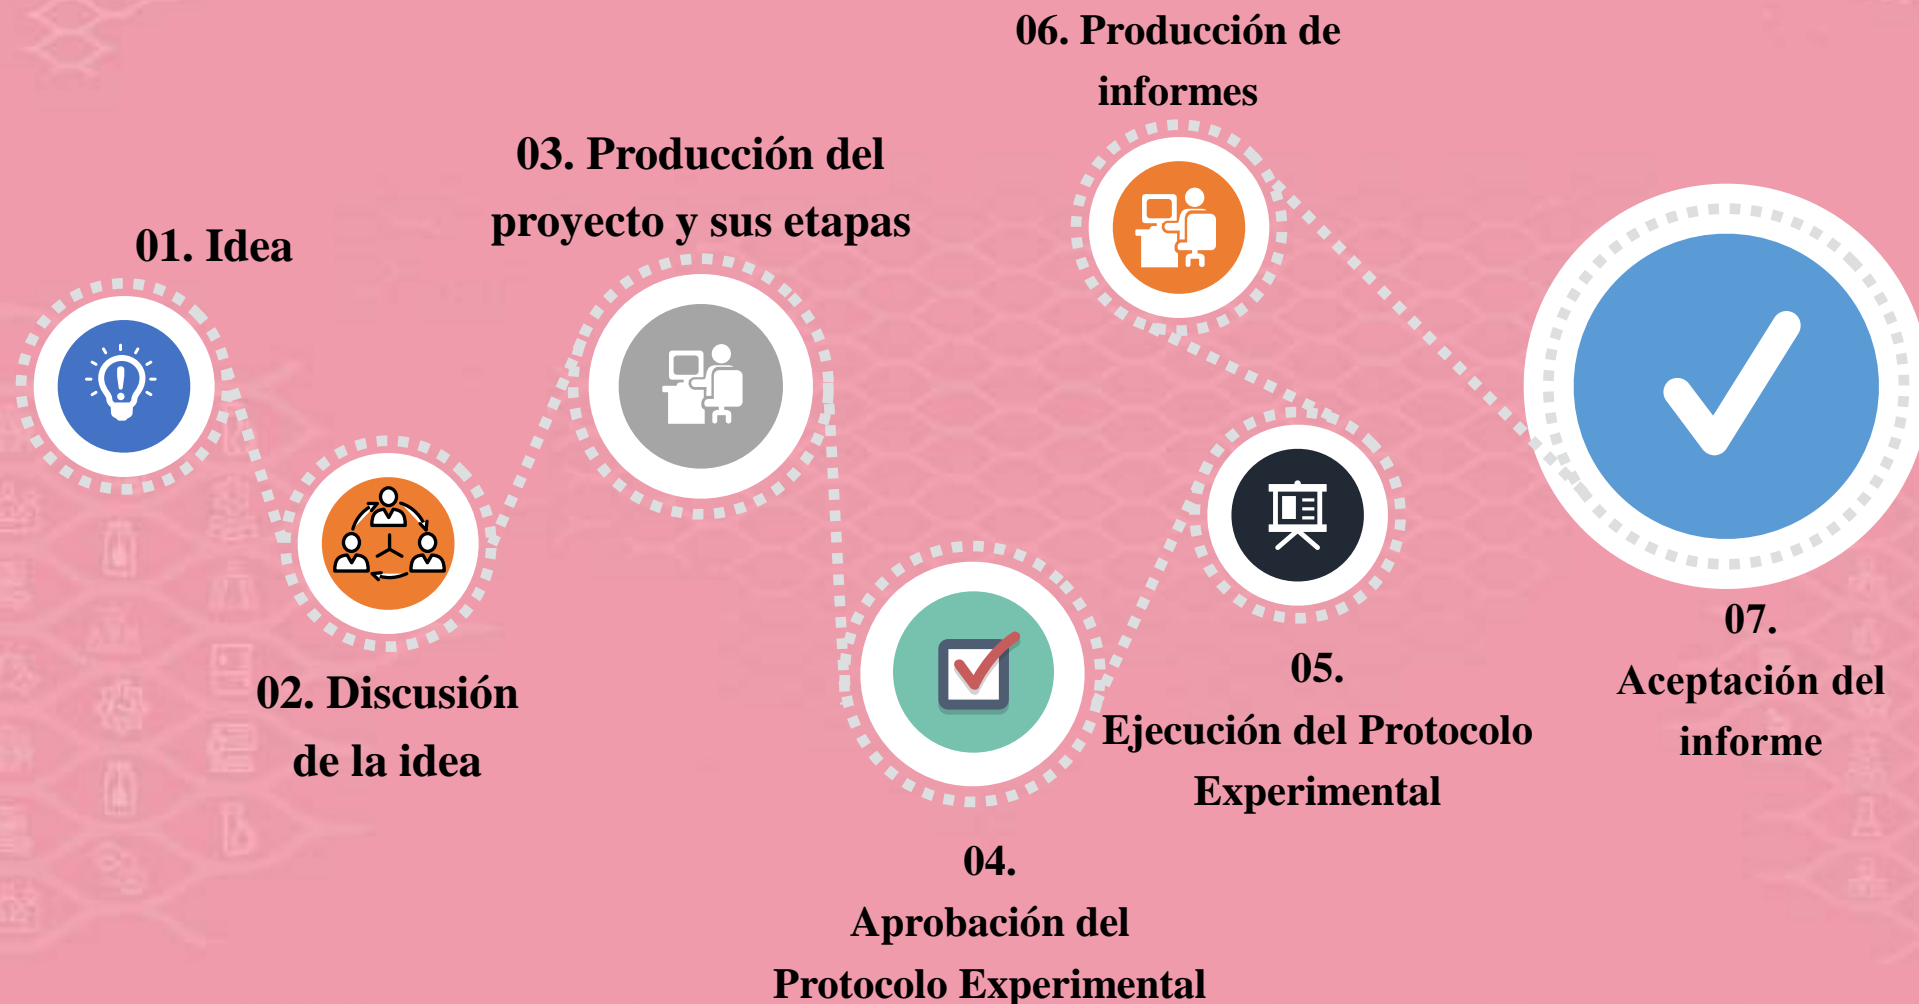 01. Idea
02. Discusión
de la idea
03. Producción del
proyecto y sus etapas
04.
Aprobación del
Protocolo Experimental
05.
Ejecución del Protocolo
Experimental
06. Producción de
informes
07.
Aceptación del
informe